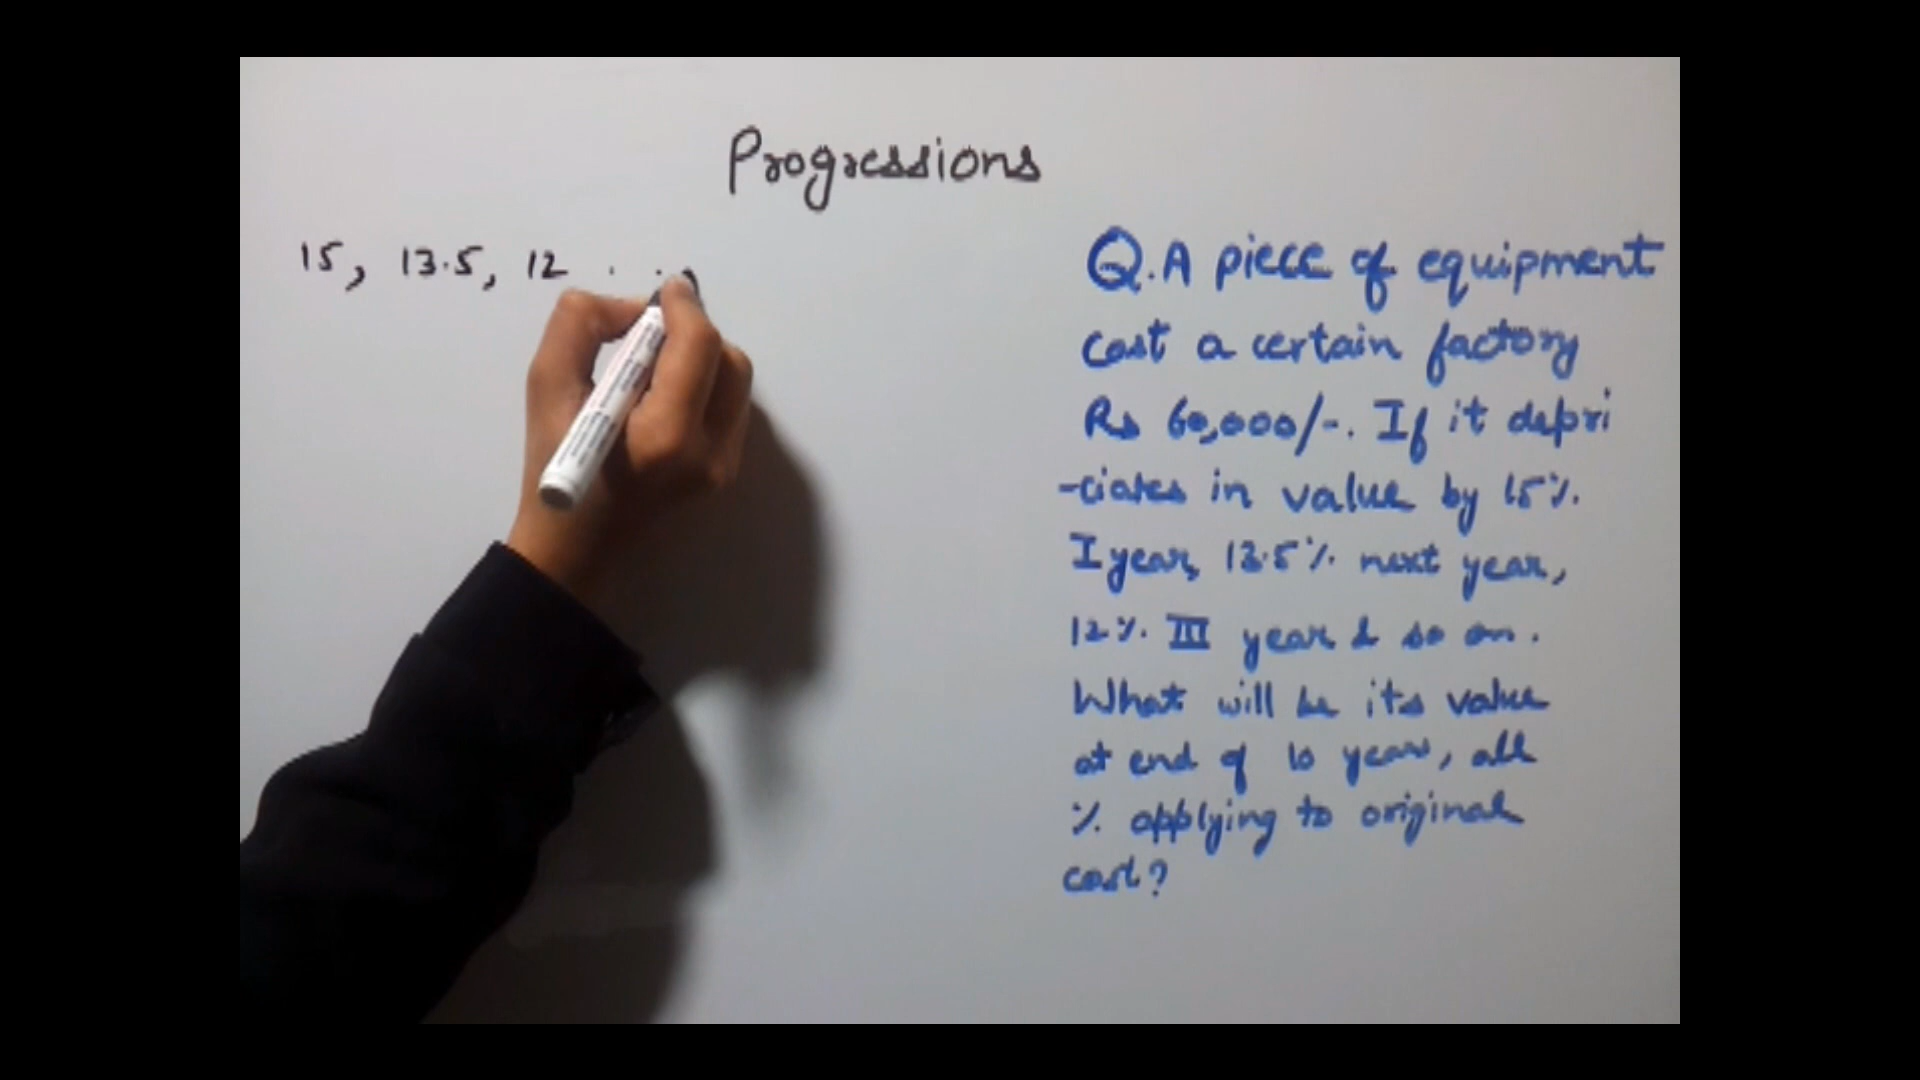 Progressions
15, 13.5, 12 . .
Q. A piece of equipment
cost a certain factory
Rs 60,000/-. If it depri
-ciates in value by 15%.
I year, 13.5% next year,
12% III year & so on.
What will be its value
at end of 10 years, all
% applying to original
cost?